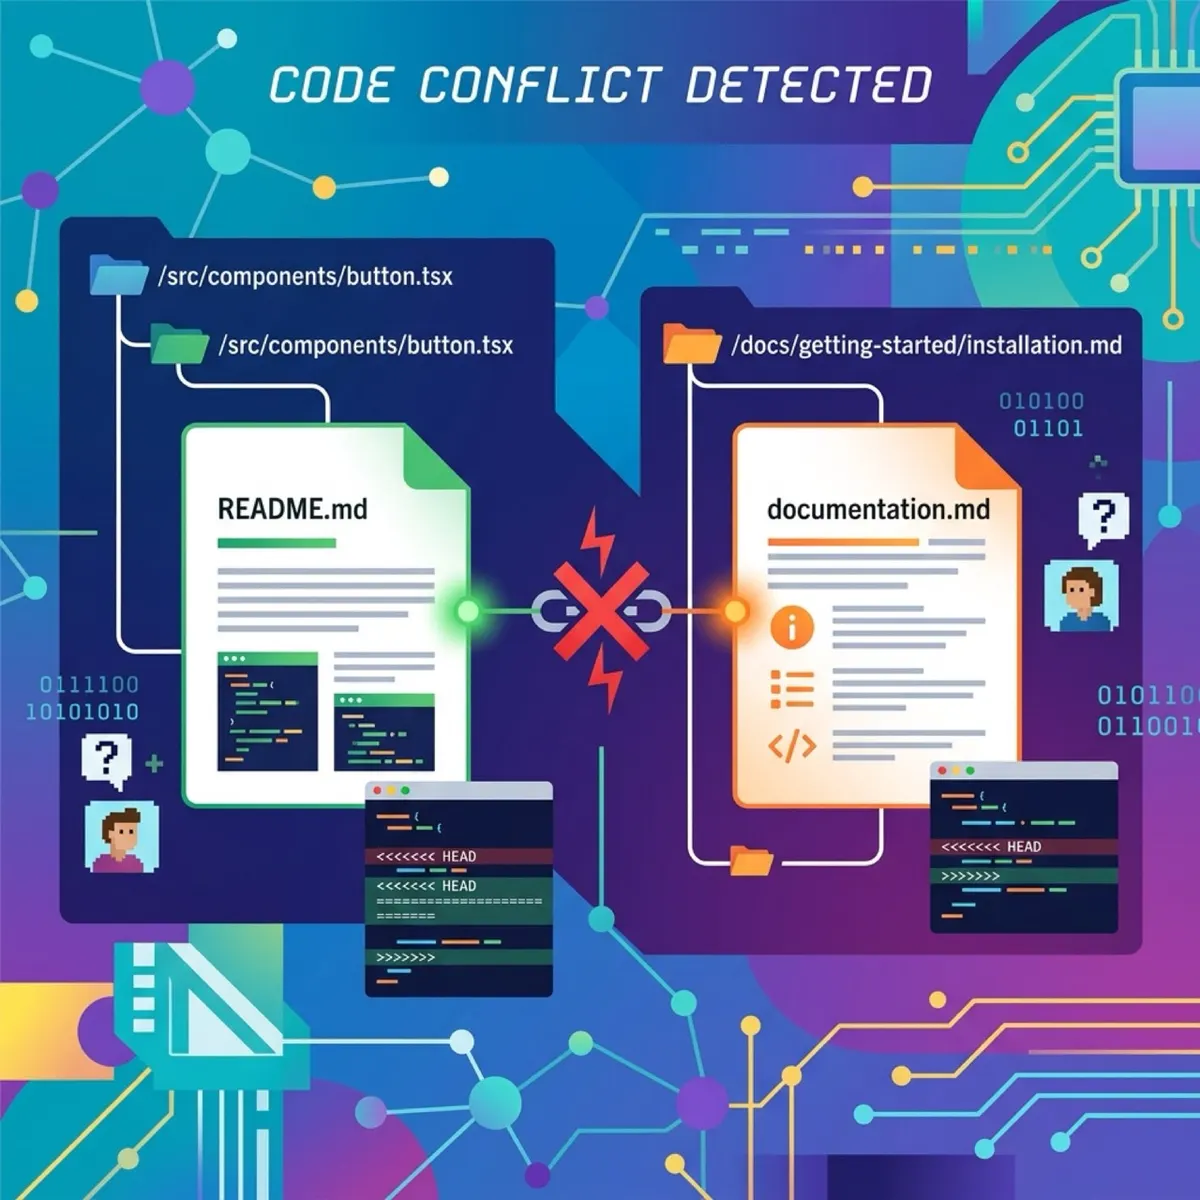 CODE CONFLICT DETECTED
/src/components/button.tsx
/src/components/button.tsx
README.md
0111100
10101010
?
{
}
{
{
<<<<<<< HEAD
<<<<<<< HEAD
===================
=======
>>>>>>>
/docs/getting-started/installation.md
010100
01101
?
documentation.md
i
</>
010110
011001
{
{
<<<<<<< HEAD
>>>>>>>